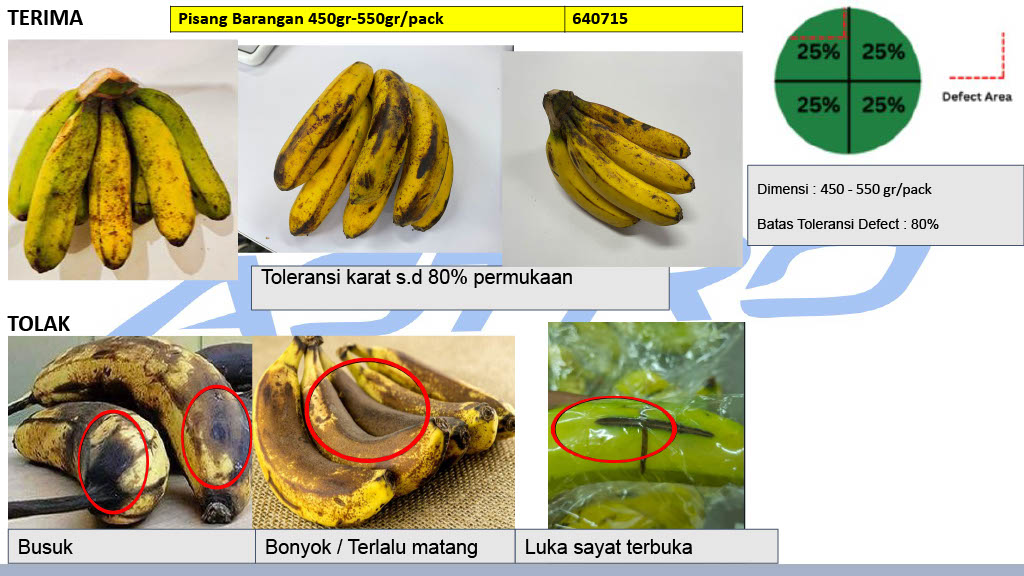 TERIMA
Pisang Barangan 450gr-550gr/pack
640715
25%
25%
25%
25%
Defect Area
Dimensi : 450 - 550 gr/pack
Batas Toleransi Defect : 80%
Toleransi karat s.d 80% permukaan
ASTRO
TOLAK
Busuk
Bonyok / Terlalu matang
Luka sayat terbuka